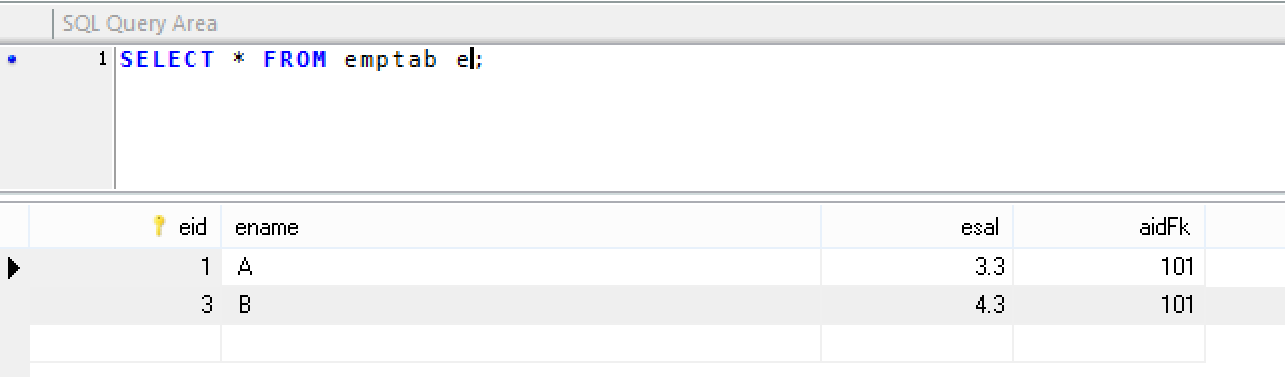 SQL Query Area
1 SELECT * FROM emptab e;
eid ename esal aidFk
1 A 3.3 101
3 B 4.3 101